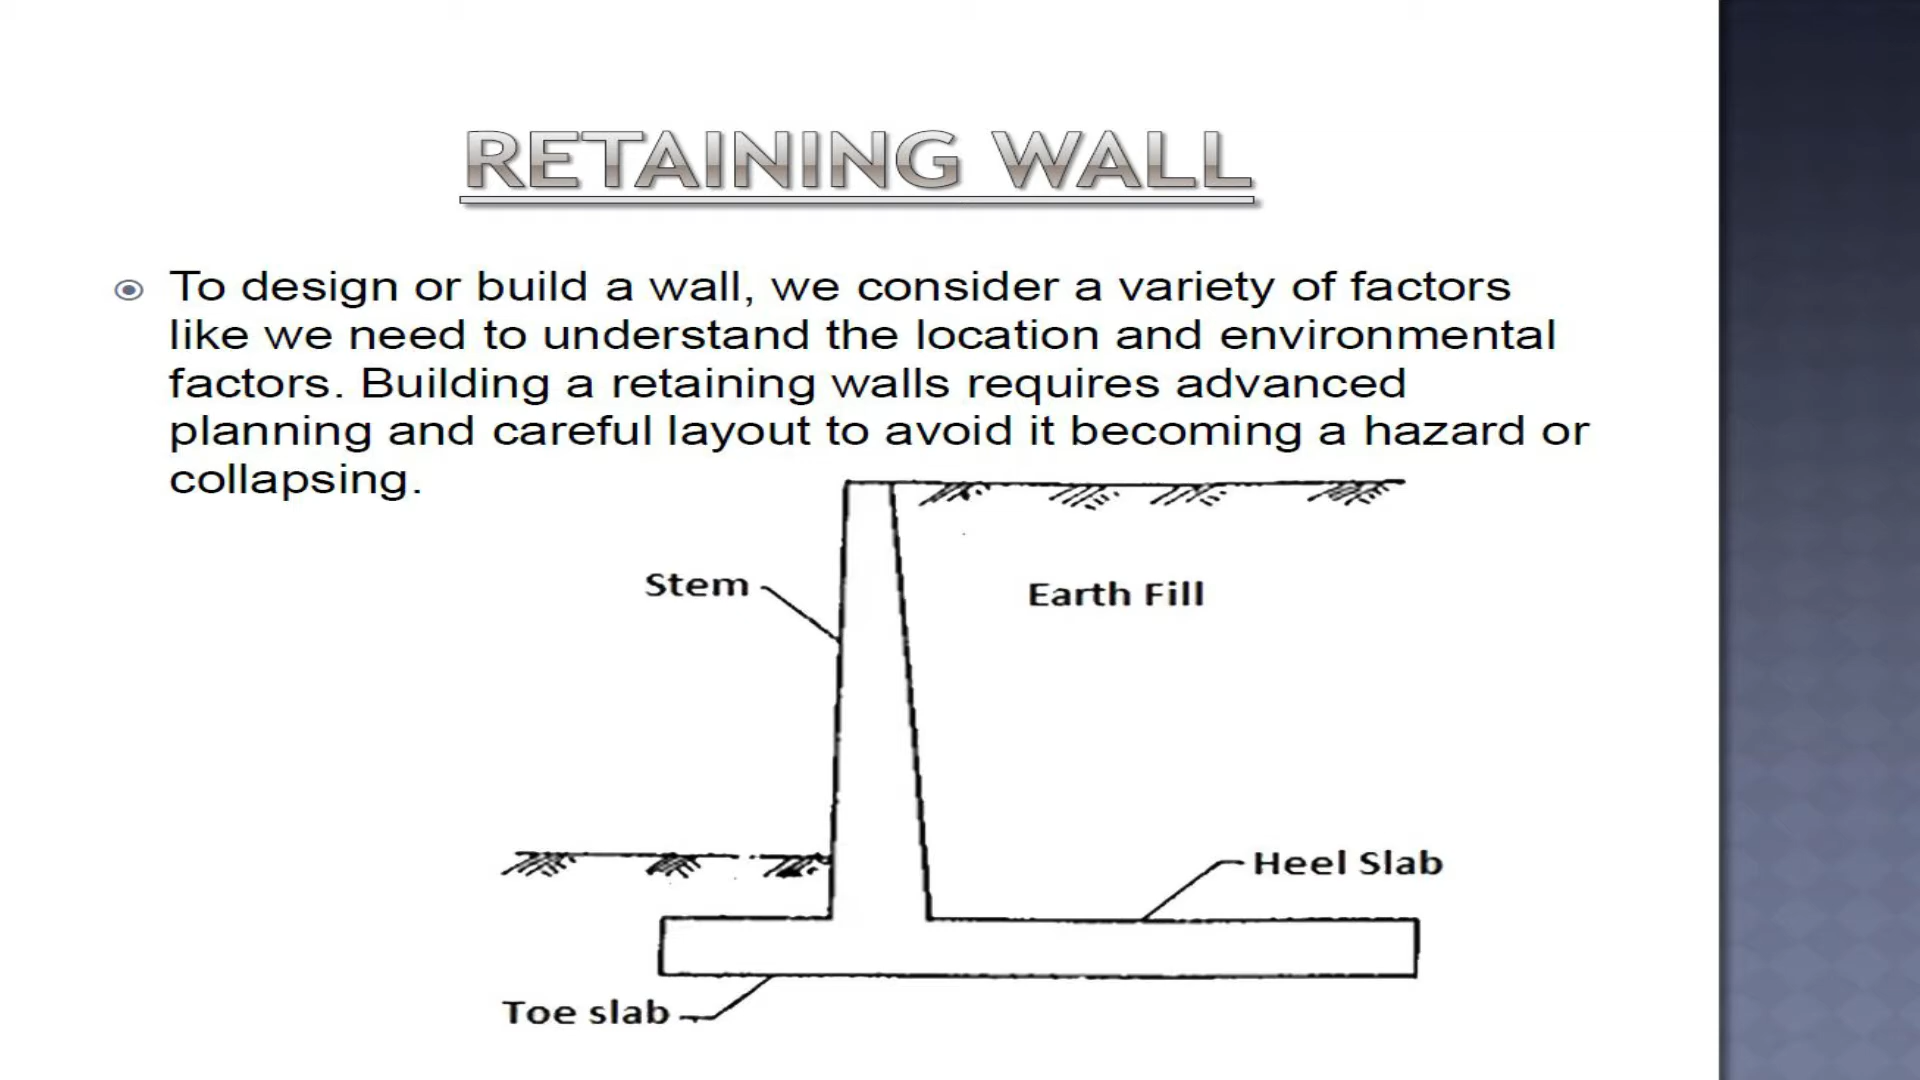 RETAINING WALL
To design or build a wall, we consider a variety of factors
like we need to understand the location and environmental
factors. Building a retaining walls requires advanced
planning and careful layout to avoid it becoming a hazard or
collapsing.
Stem
Earth Fill
Heel Slab
Toe slab